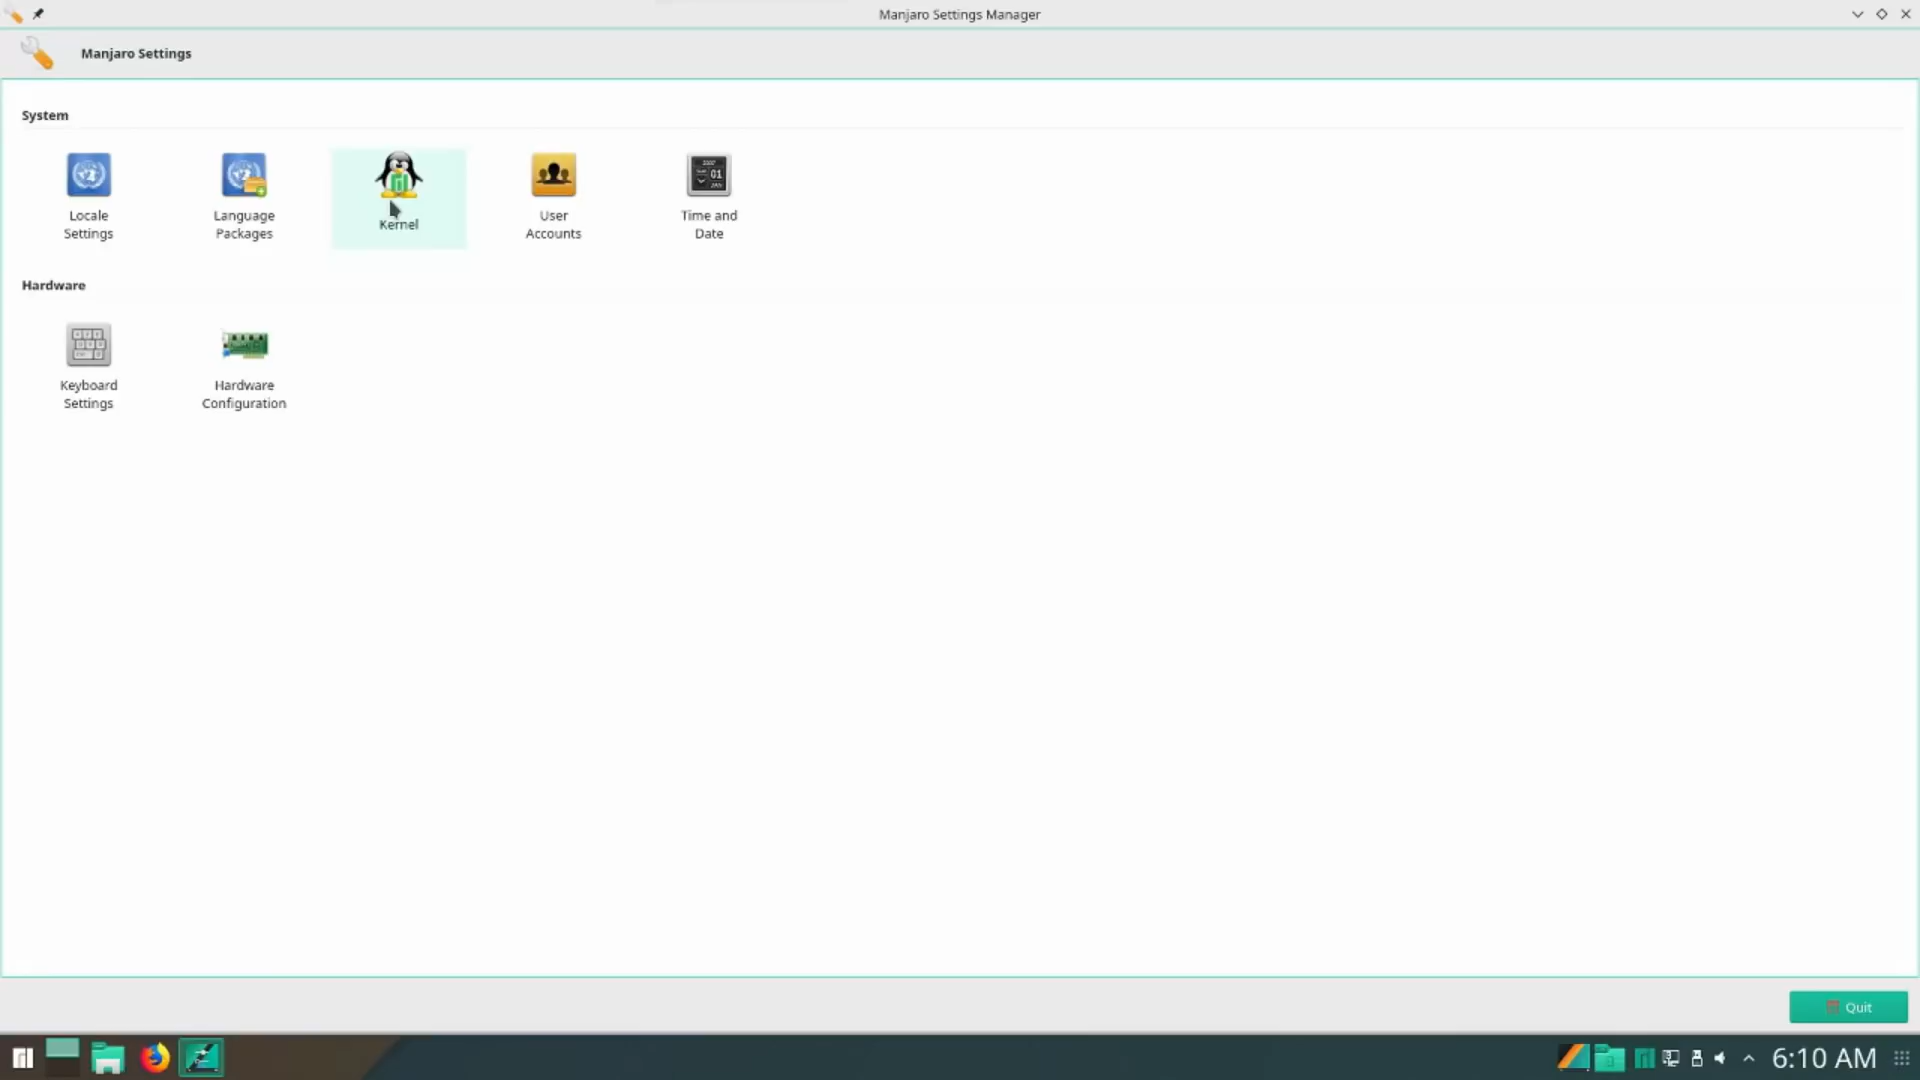 Manjaro Settings Manager
Manjaro Settings
System
Locale
Settings
Language
Packages
Kernel
User
Accounts
Time and
Date
Hardware
Keyboard
Settings
Hardware
Configuration
Quit
6:10 AM